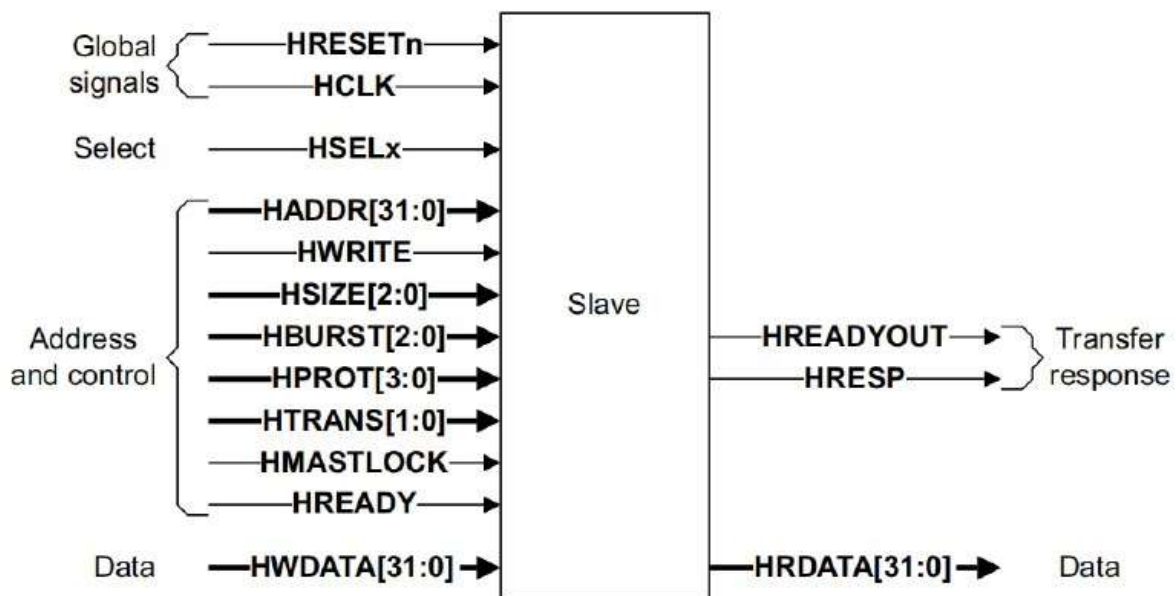 Global
signals
HRESETn
HCLK
Select
HSELx
Address
and control
HADDR[31:0]
HWRITE
HSIZE[2:0]
HBURST[2:0]
HPROT[3:0]
HTRANS[1:0]
HMASTLOCK
HREADY
Data
HWDATA[31:0]
Slave
HREADYOUT
HRESP
Transfer
response
HRDATA[31:0]
Data